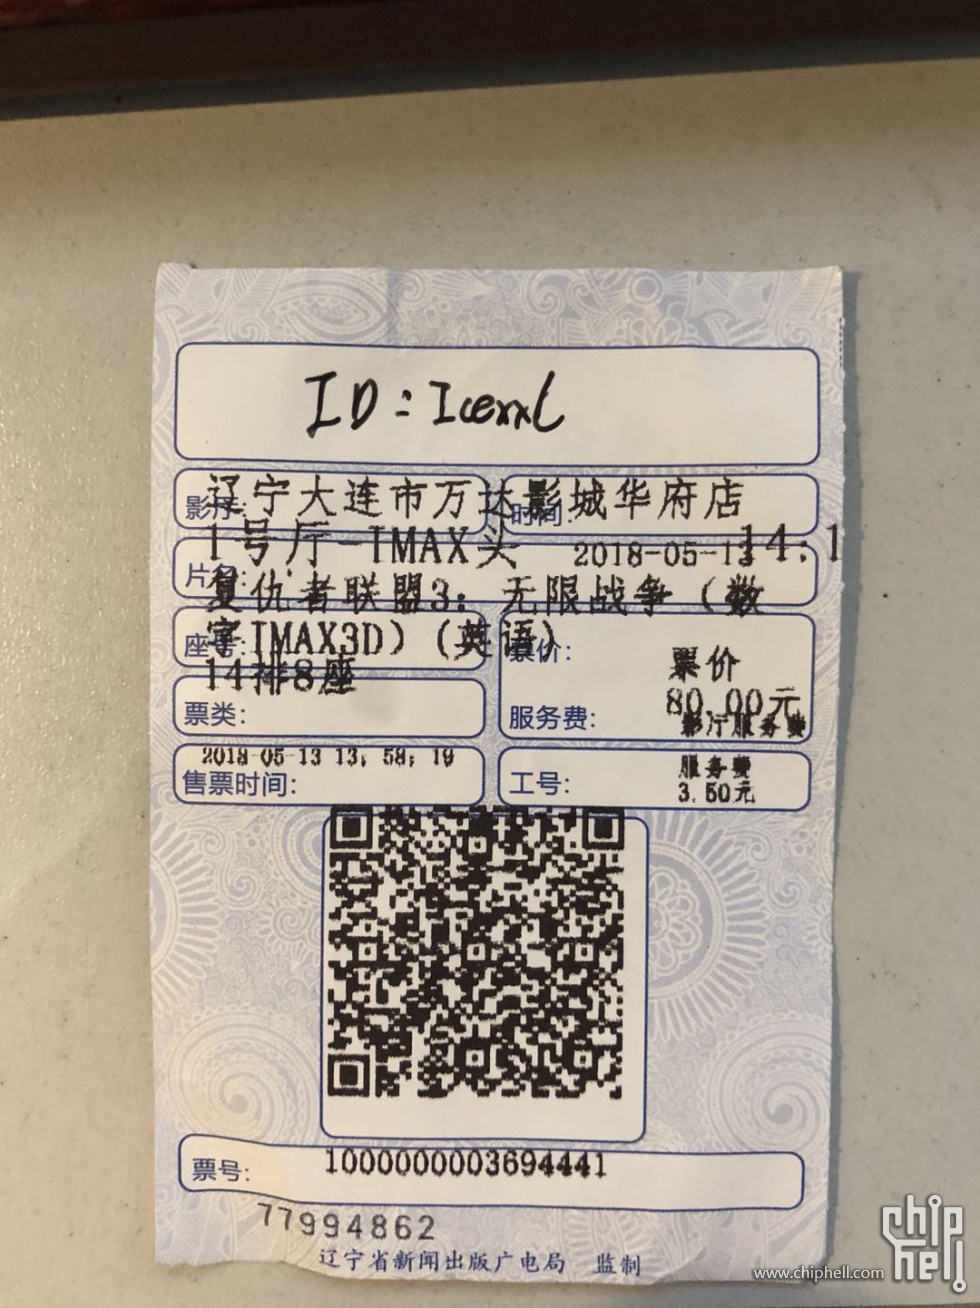 ID: Icexxl
辽宁大连市万达影城华府店
影厅: 时间:
1号厅-IMAX头 2018-05-13 14:1
片名:
复仇者联盟3：无限战争（数
字IMAX3D）（英语）
座号: 票价:
14排8座 票价
80.00元
票类: 服务费: 影厅服务费
2018-05-13 13:58:19 服务费
售票时间: 工号: 3.50元
票号: 1000000003694441
77994862
辽宁省新闻出版广电局 监制
chip hell
www.chiphell.com